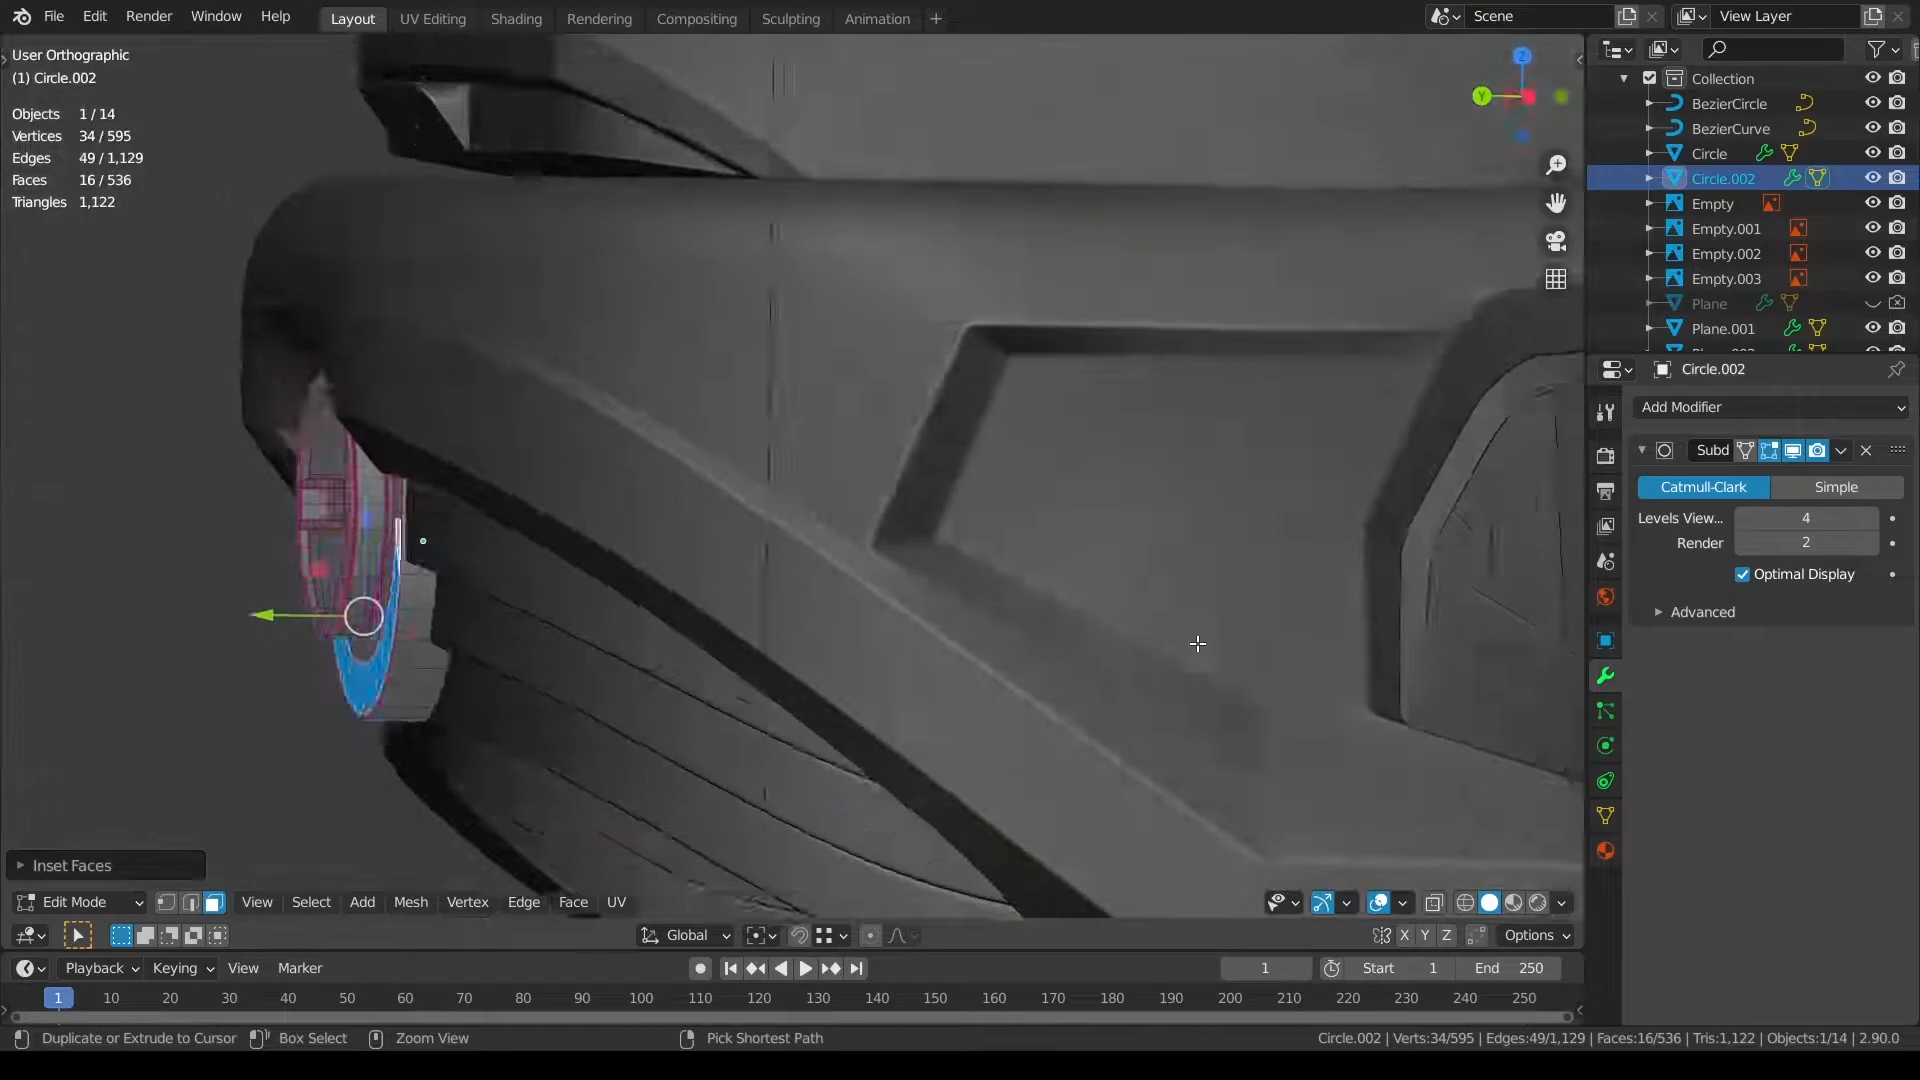 File Edit Render Window Help Layout UV Editing Shading Rendering Compositing Sculpting Animation + Scene View Layer
User Orthographic
(1) Circle.002
Objects 1 / 14
Vertices 34 / 595
Edges 49 / 1,129
Faces 16 / 536
Triangles 1,122
Z
Y
Collection
BezierCircle
BezierCurve
Circle
Circle.002
Empty
Empty.001
Empty.002
Empty.003
Plane
Plane.001
Circle.002
Add Modifier
Subd
Catmull-Clark Simple
Levels View... 4
Render 2
Optimal Display
Advanced
Inset Faces
Edit Mode View Select Add Mesh Vertex Edge Face UV
Global X Y Z Options
Playback Keying View Marker 1 Start 1 End 250
1 10 20 30 40 50 60 70 80 90 100 110 120 130 140 150 160 170 180 190 200 210 220 230 240 250
Duplicate or Extrude to Cursor Box Select Zoom View Pick Shortest Path Circle.002 | Verts:34/595 | Edges:49/1,129 | Faces:16/536 | Tris:1,122 | Objects:1/14 | 2.90.0